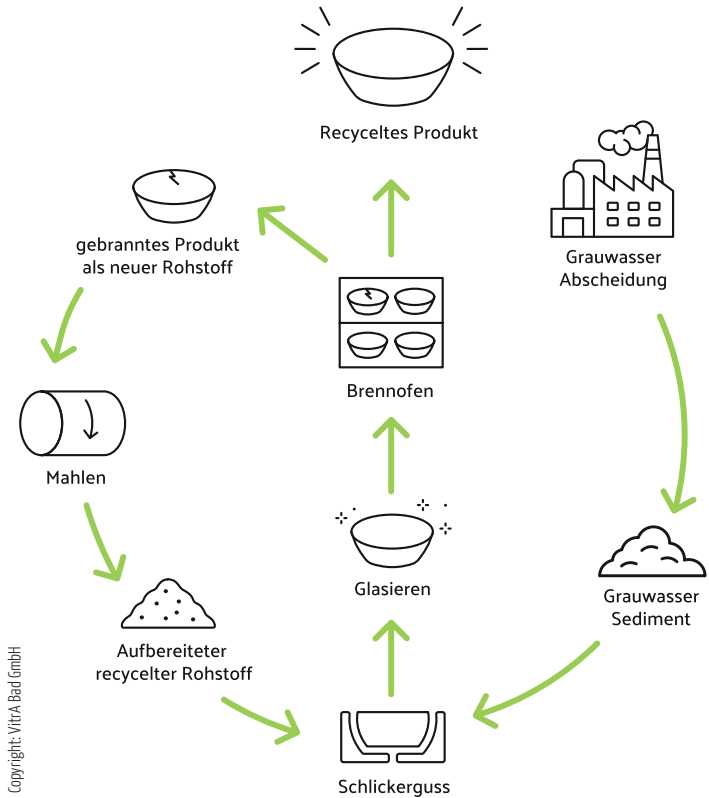 Recyceltes Produkt
gebranntes Produkt
als neuer Rohstoff
Grauwasser
Abscheidung
Brennofen
Mahlen
Glasieren
Grauwasser
Sediment
Aufbereiteter
recycelter Rohstoff
Schlickerguss
Copyright: VitrA Bad GmbH